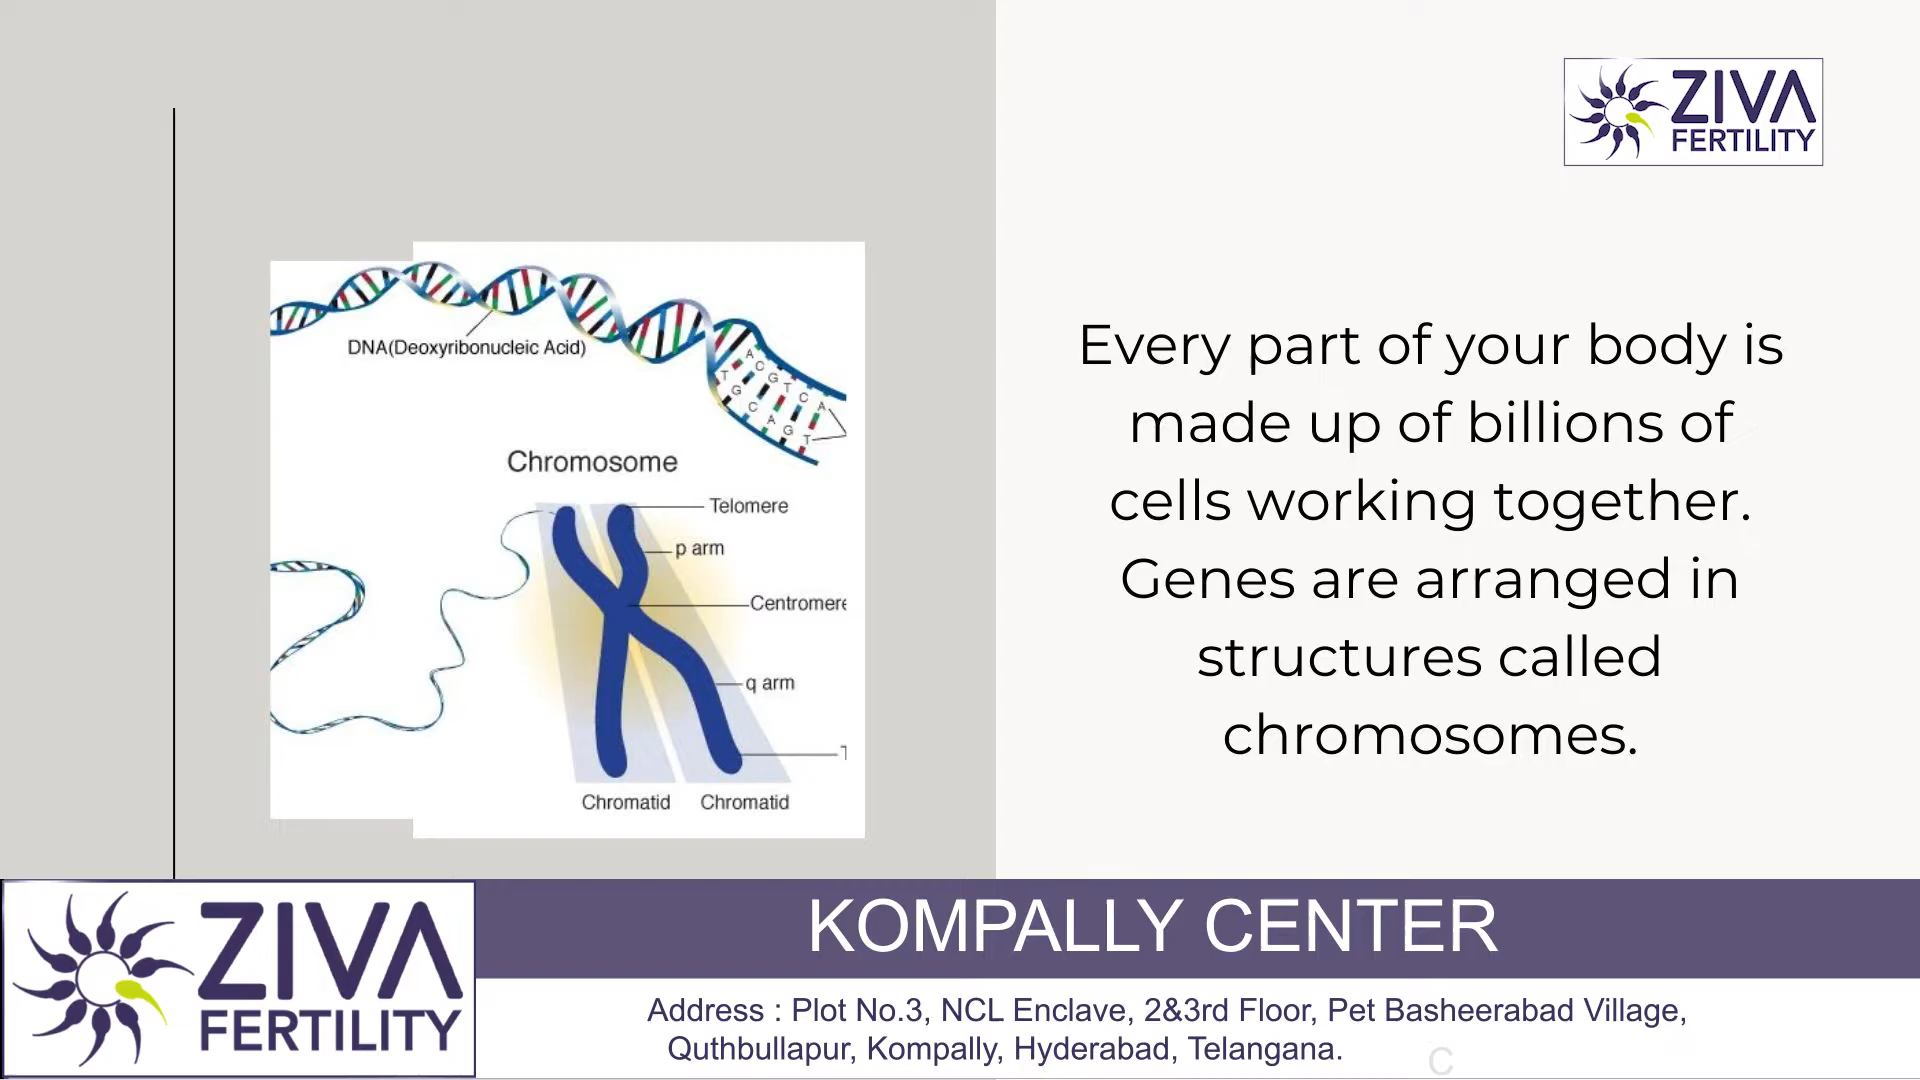 ZIVA
FERTILITY
DNA(Deoxyribonucleic Acid)
A C G T C A
T G C A G T
Chromosome
Telomere
p arm
Centromere
q arm
Chromatid Chromatid
Every part of your body is
made up of billions of
cells working together.
Genes are arranged in
structures called
chromosomes.
ZIVA
FERTILITY
KOMPALLY CENTER
Address : Plot No.3, NCL Enclave, 2&3rd Floor, Pet Basheerabad Village,
Quthbullapur, Kompally, Hyderabad, Telangana.
C